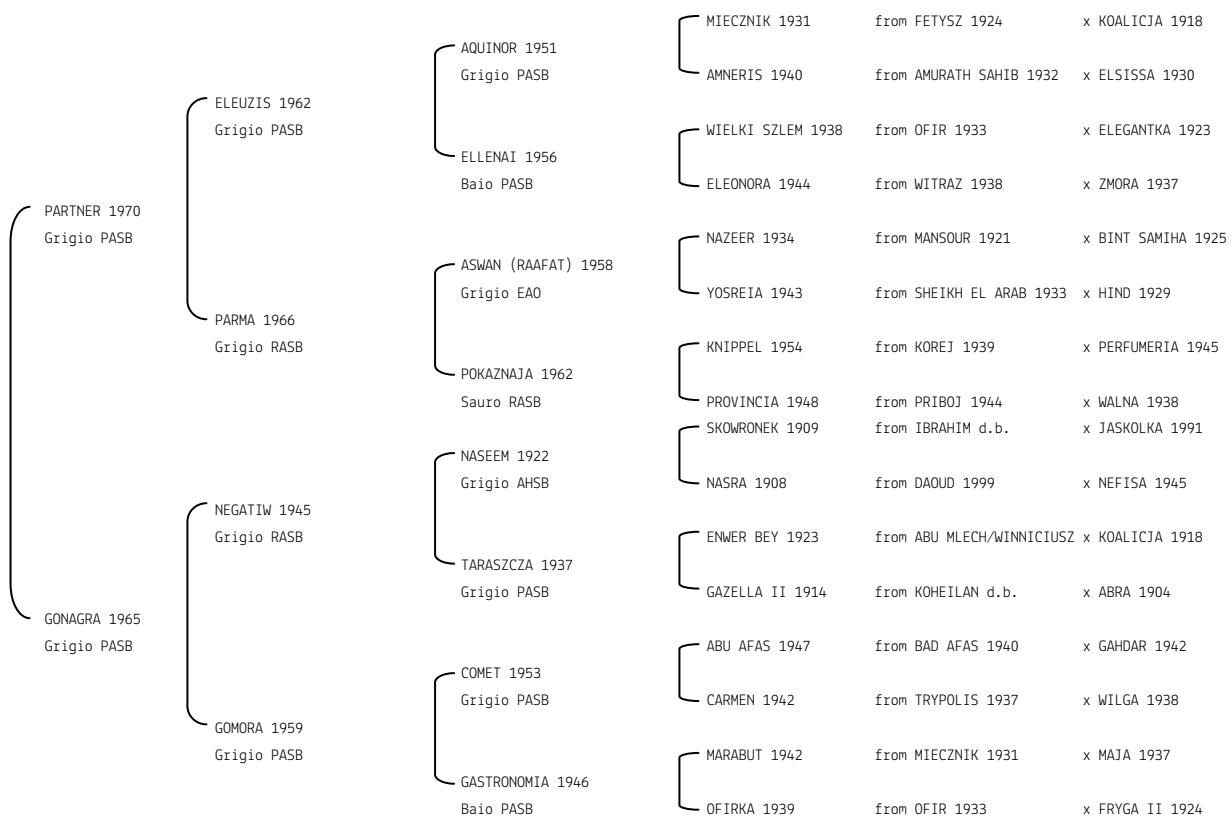 MIECZNIK 1931 from FETYSZ 1924 x KOALICJA 1918
AQUINOR 1951
Grigio PASB
AMNERIS 1940 from AMURATH SAHIB 1932 x ELSISSA 1930
ELEUZIS 1962
Grigio PASB
WIELKI SZLEM 1938 from OFIR 1933 x ELEGANTKA 1923
ELLENAI 1956
Baio PASB
ELEONORA 1944 from WITRAZ 1938 x ZMORA 1937
PARTNER 1970
Grigio PASB
NAZEER 1934 from MANSOUR 1921 x BINT SAMIHA 1925
ASWAN (RAAFAT) 1958
Grigio EAO
YOSREIA 1943 from SHEIKH EL ARAB 1933 x HIND 1929
PARMA 1966
Grigio RASB
KNIPPEL 1954 from KOREJ 1939 x PERFUMERIA 1945
POKAZNAJA 1962
Sauro RASB
PROVINCIA 1948 from PRIBOJ 1944 x WALNA 1938
SKOWRONEK 1909 from IBRAHIM d.b. x JASKOLKA 1991
NASEEM 1922
Grigio AHSB
NASRA 1908 from DAOUD 1999 x NEFISA 1945
NEGATIW 1945
Grigio RASB
ENWER BEY 1923 from ABU MLECH/WINNICIUSZ x KOALICJA 1918
TARASZCZA 1937
Grigio PASB
GAZELLA II 1914 from KOHEILAN d.b. x ABRA 1904
GONAGRA 1965
Grigio PASB
ABU AFAS 1947 from BAD AFAS 1940 x GAHDAR 1942
COMET 1953
Grigio PASB
CARMEN 1942 from TRYPOLIS 1937 x WILGA 1938
GOMORA 1959
Grigio PASB
MARABUT 1942 from MIECZNIK 1931 x MAJA 1937
GASTRONOMIA 1946
Baio PASB
OFIRKA 1939 from OFIR 1933 x FRYGA II 1924